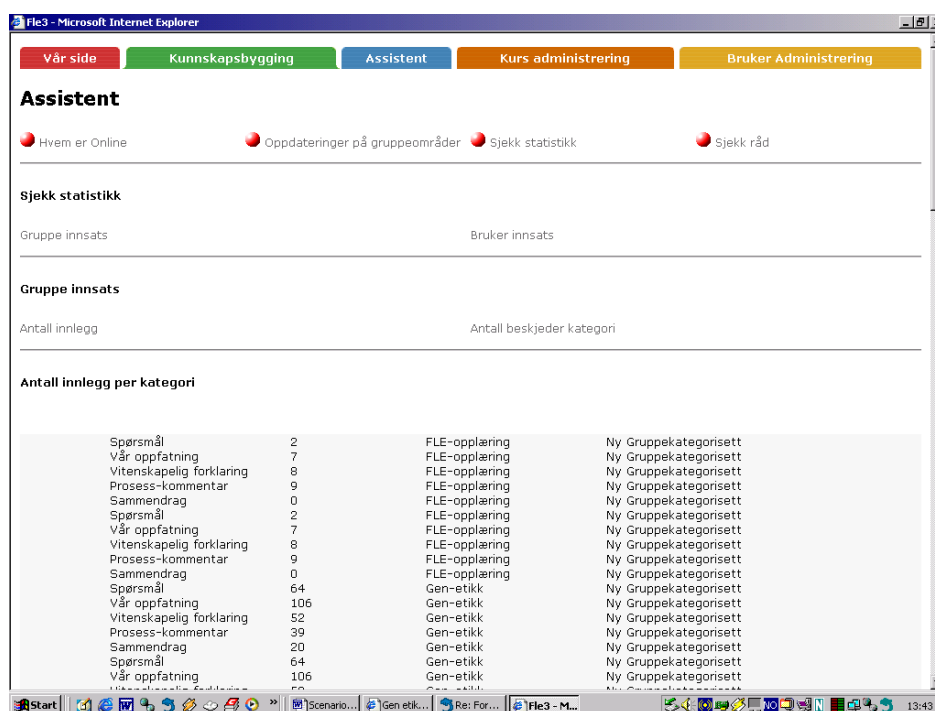 Fle3 - Microsoft Internet Explorer
Vår side Kunnskapsbygging Assistent Kurs administrering Bruker Administrering
Assistent
Hvem er Online Oppdateringer på gruppeområder Sjekk statistikk Sjekk råd
Sjekk statistikk
Gruppe innsats Bruker innsats
Gruppe innsats
Antall innlegg Antall beskjeder kategori
Antall innlegg per kategori
Spørsmål 2 FLE-opplæring Ny Gruppekategorisett
Vår oppfatning 7 FLE-opplæring Ny Gruppekategorisett
Vitenskapelig forklaring 8 FLE-opplæring Ny Gruppekategorisett
Prosess-kommentar 9 FLE-opplæring Ny Gruppekategorisett
Sammendrag 0 FLE-opplæring Ny Gruppekategorisett
Spørsmål 2 FLE-opplæring Ny Gruppekategorisett
Vår oppfatning 7 FLE-opplæring Ny Gruppekategorisett
Vitenskapelig forklaring 8 FLE-opplæring Ny Gruppekategorisett
Prosess-kommentar 9 FLE-opplæring Ny Gruppekategorisett
Sammendrag 0 FLE-opplæring Ny Gruppekategorisett
Spørsmål 64 Gen-etikk Ny Gruppekategorisett
Vår oppfatning 106 Gen-etikk Ny Gruppekategorisett
Vitenskapelig forklaring 52 Gen-etikk Ny Gruppekategorisett
Prosess-kommentar 39 Gen-etikk Ny Gruppekategorisett
Sammendrag 20 Gen-etikk Ny Gruppekategorisett
Spørsmål 64 Gen-etikk Ny Gruppekategorisett
Vår oppfatning 106 Gen-etikk Ny Gruppekategorisett
Start Scenario... Gen etik... Re: For... Fle3 - M... NO 13:43